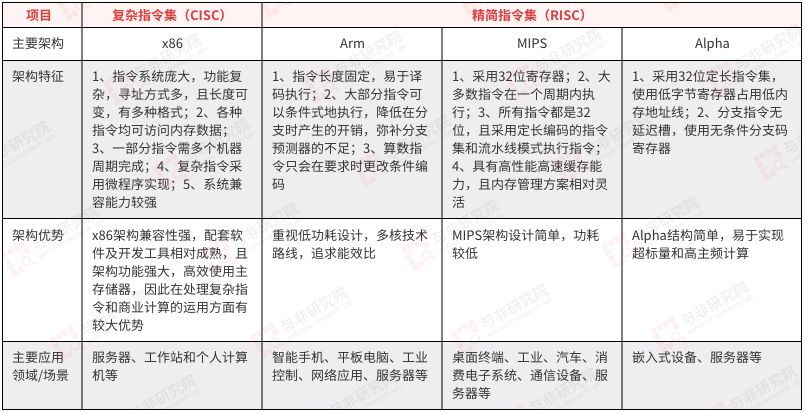 项目
复杂指令集（CISC）
精简指令集（RISC）
主要架构
x86
Arm
MIPS
Alpha
架构特征
1、指令系统庞大，功能复
杂，寻址方式多，且长度可
变，有多种格式；2、各种
指令均可访问内存数据；
3、一部分指令需多个机器
周期完成；4、复杂指令采
用微程序实现；5、系统兼
容能力较强
1、指令长度固定，易于译
码执行；2、大部分指令可
以条件式地执行，降低在分
支时产生的开销，弥补分支
预测器的不足；3、算数指
令只会在要求时更改条件编
码
1、采用32位寄存器；2、大
多数指令在一个周期内执
行；3、所有指令都是32
位，且采用定长编码的指令
集和流水线模式执行指令；
4、具有高性能高速缓存能
力，且内存管理方案相对灵
活
1、采用32位定长指令集，
使用低字节寄存器占用低内
存地址线；2、分支指令无
延迟槽，使用无条件分支码
寄存器
架构优势
x86架构兼容性强，配套软
件及开发工具相对成熟，且
架构功能强大，高效使用主
存储器，因此在处理复杂指
令和商业计算的运用方面有
较大优势
重视低功耗设计，多核技术
路线，追求能效比
MIPS架构设计简单，功耗
较低
Alpha结构简单，易于实现
超标量和高主频计算
主要应用
领域/场景
服务器、工作站和个人计算
机等
智能手机、平板电脑、工业
控制、网络应用、服务器等
桌面终端、工业、汽车、消
费电子系统、通信设备、服
务器等
嵌入式设备、服务器等
与非研究院